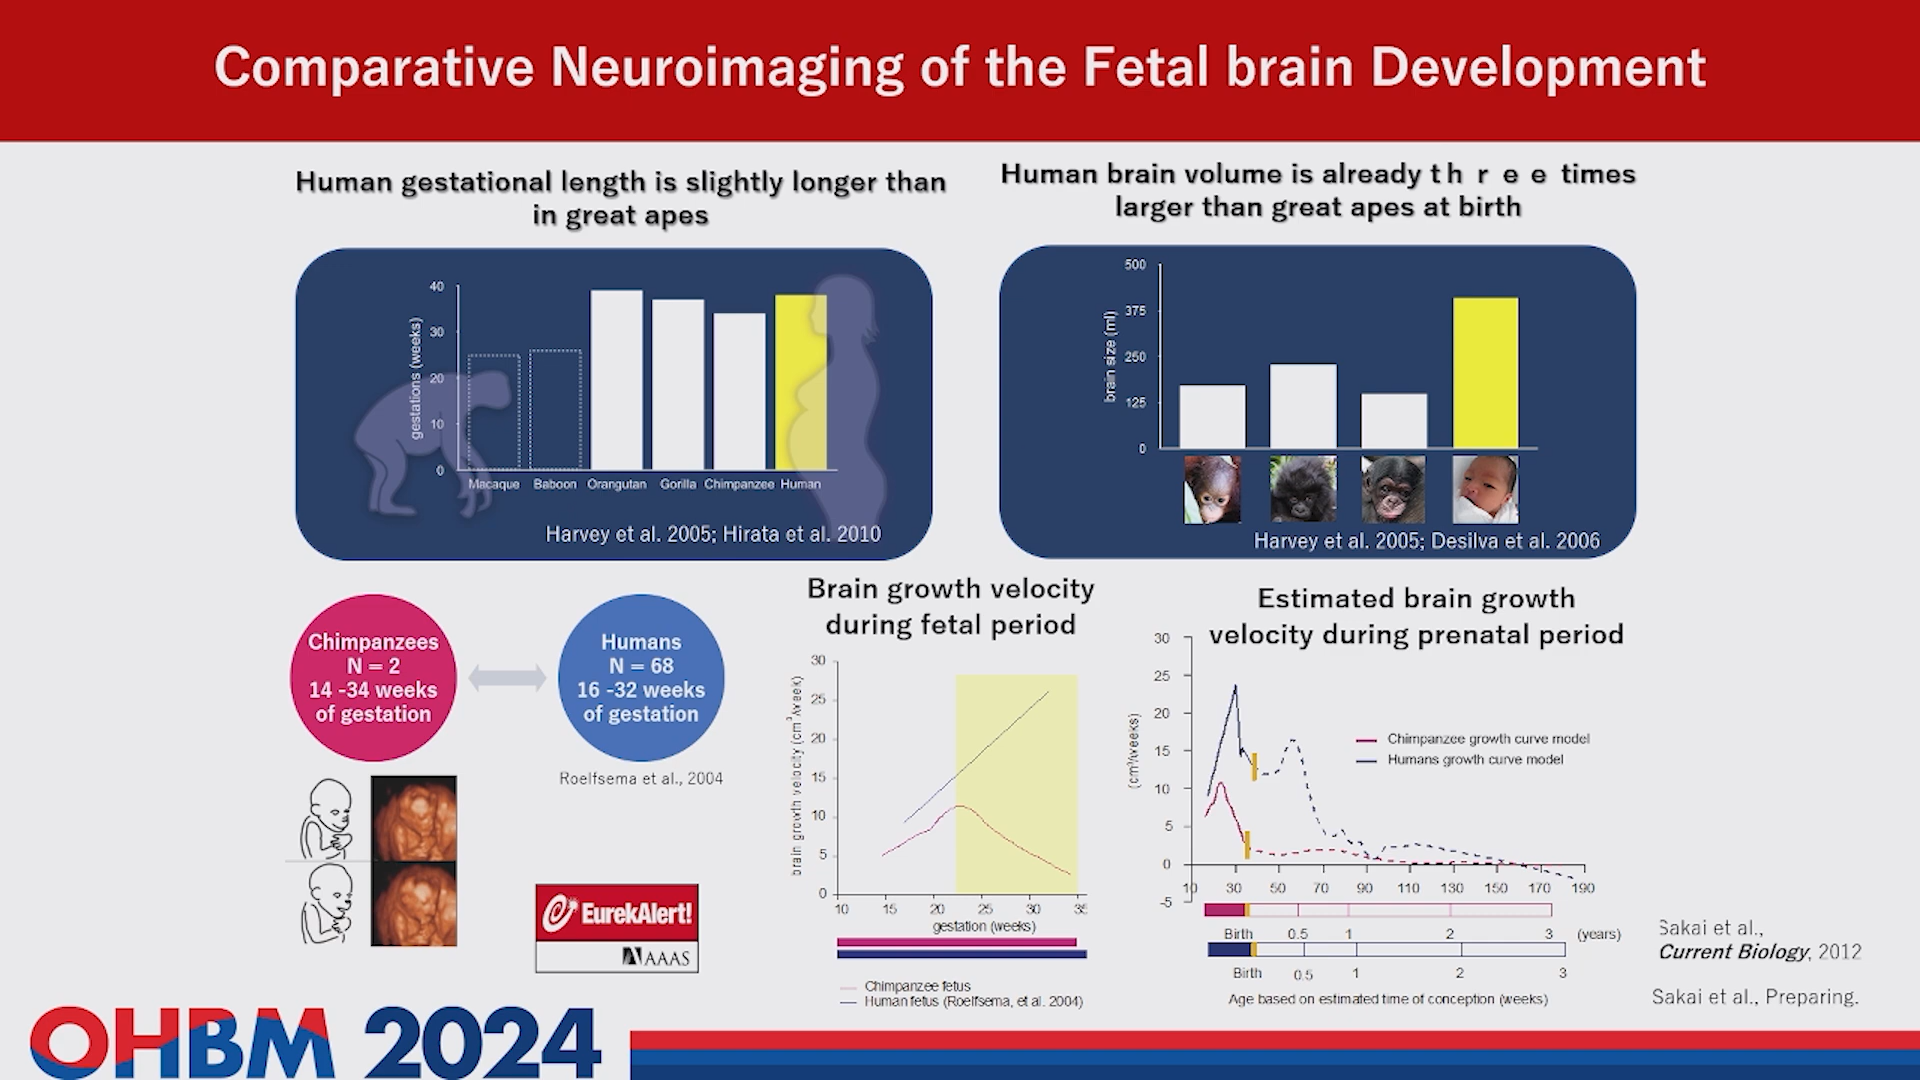 Comparative Neuroimaging of the Fetal brain Development
Human gestational length is slightly longer than
in great apes
40
30
20
10
0
gestations (weeks)
Macaque Baboon Orangutan Gorilla Chimpanzee Human
Harvey et al. 2005; Hirata et al. 2010
Human brain volume is already three times
larger than great apes at birth
500
375
250
125
0
brain size (ml)
Harvey et al. 2005; Desilva et al. 2006
Chimpanzees
N = 2
14 -34 weeks
of gestation
Humans
N = 68
16 -32 weeks
of gestation
Roelfsema et al., 2004
EurekAlert!
AAAS
Brain growth velocity
during fetal period
30
25
20
15
10
5
0
brain growth velocity (cm³/week)
10 15 20 25 30 35
gestation (weeks)
Chimpanzee fetus
Human fetus (Roelfsema, et al. 2004)
Estimated brain growth
velocity during prenatal period
30
25
20
15
10
5
0
-5
(cm³/weeks)
Chimpanzee growth curve model
Humans growth curve model
10 30 50 70 90 110 130 150 170 190
Birth 0.5 1 2 3 (years)
Birth 0.5 1 2 3
Age based on estimated time of conception (weeks)
Sakai et al.,
Current Biology, 2012
Sakai et al., Preparing.
OHBM 2024